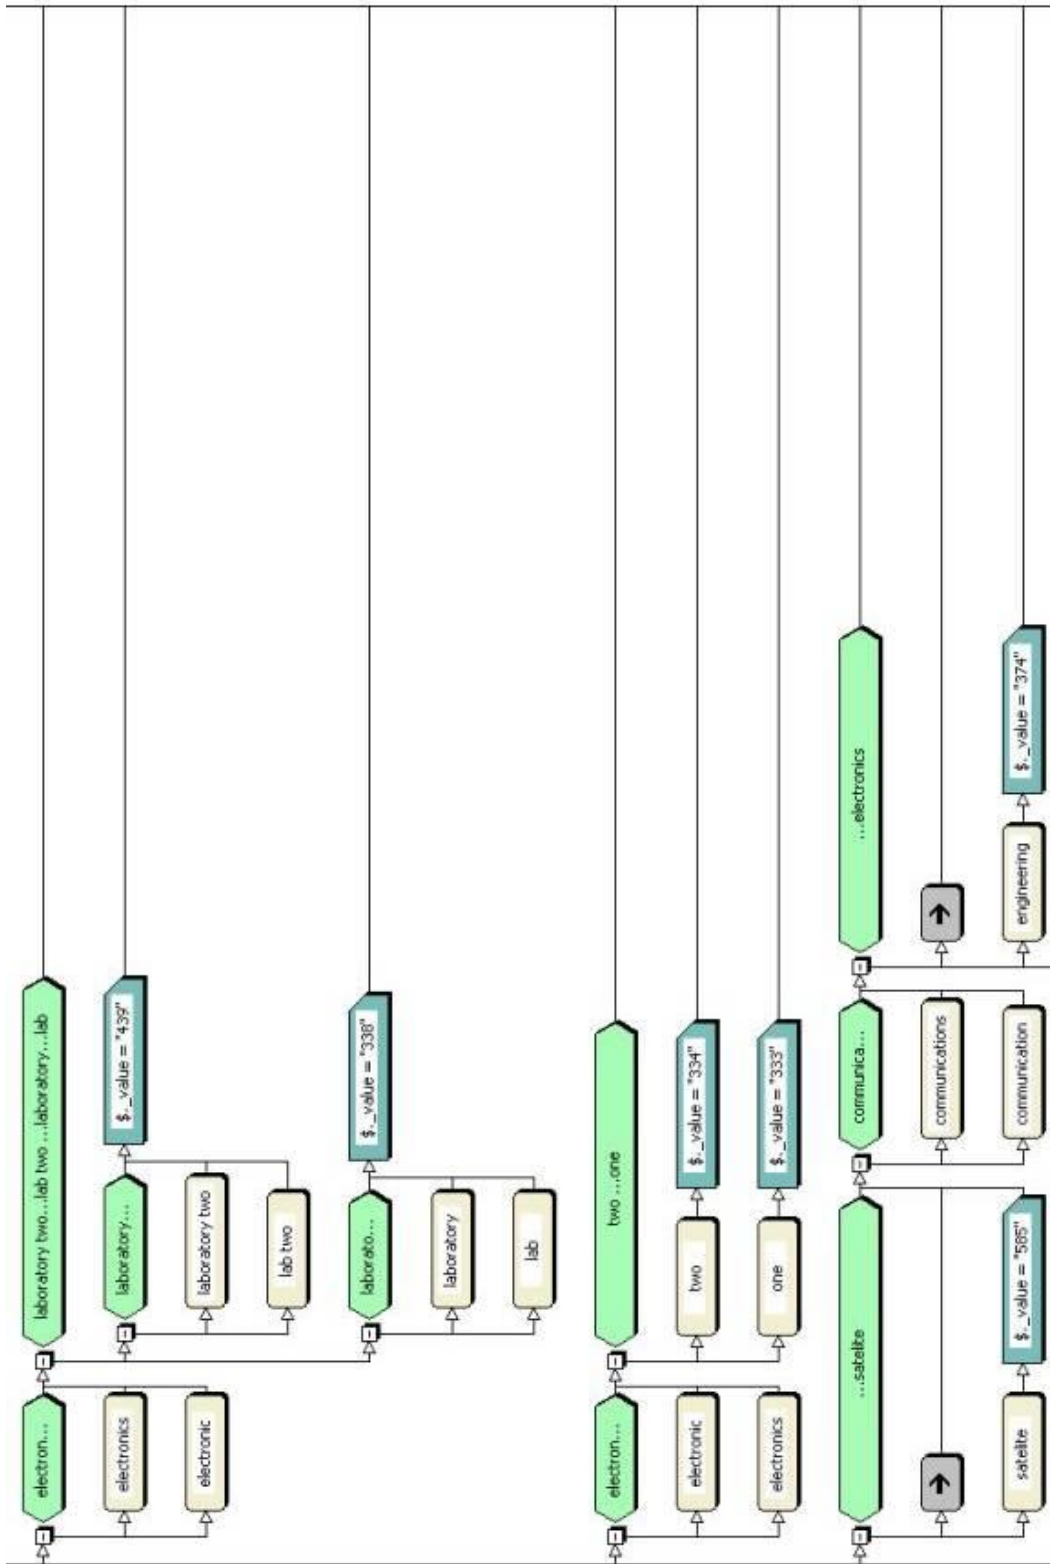 electron...
electronics
electronic
laboratory two...lab two ...laboratory...lab
laboratory...
laboratory two
lab two
$._value = "439"
laborato...
laboratory
lab
$._value = "338"
electron...
electronic
electronics
two ...one
two
$._value = "334"
one
$._value = "333"
...satelite
satelite
$._value = "585"
communica...
communications
communication
...electronics
engineering
$._value = "374"